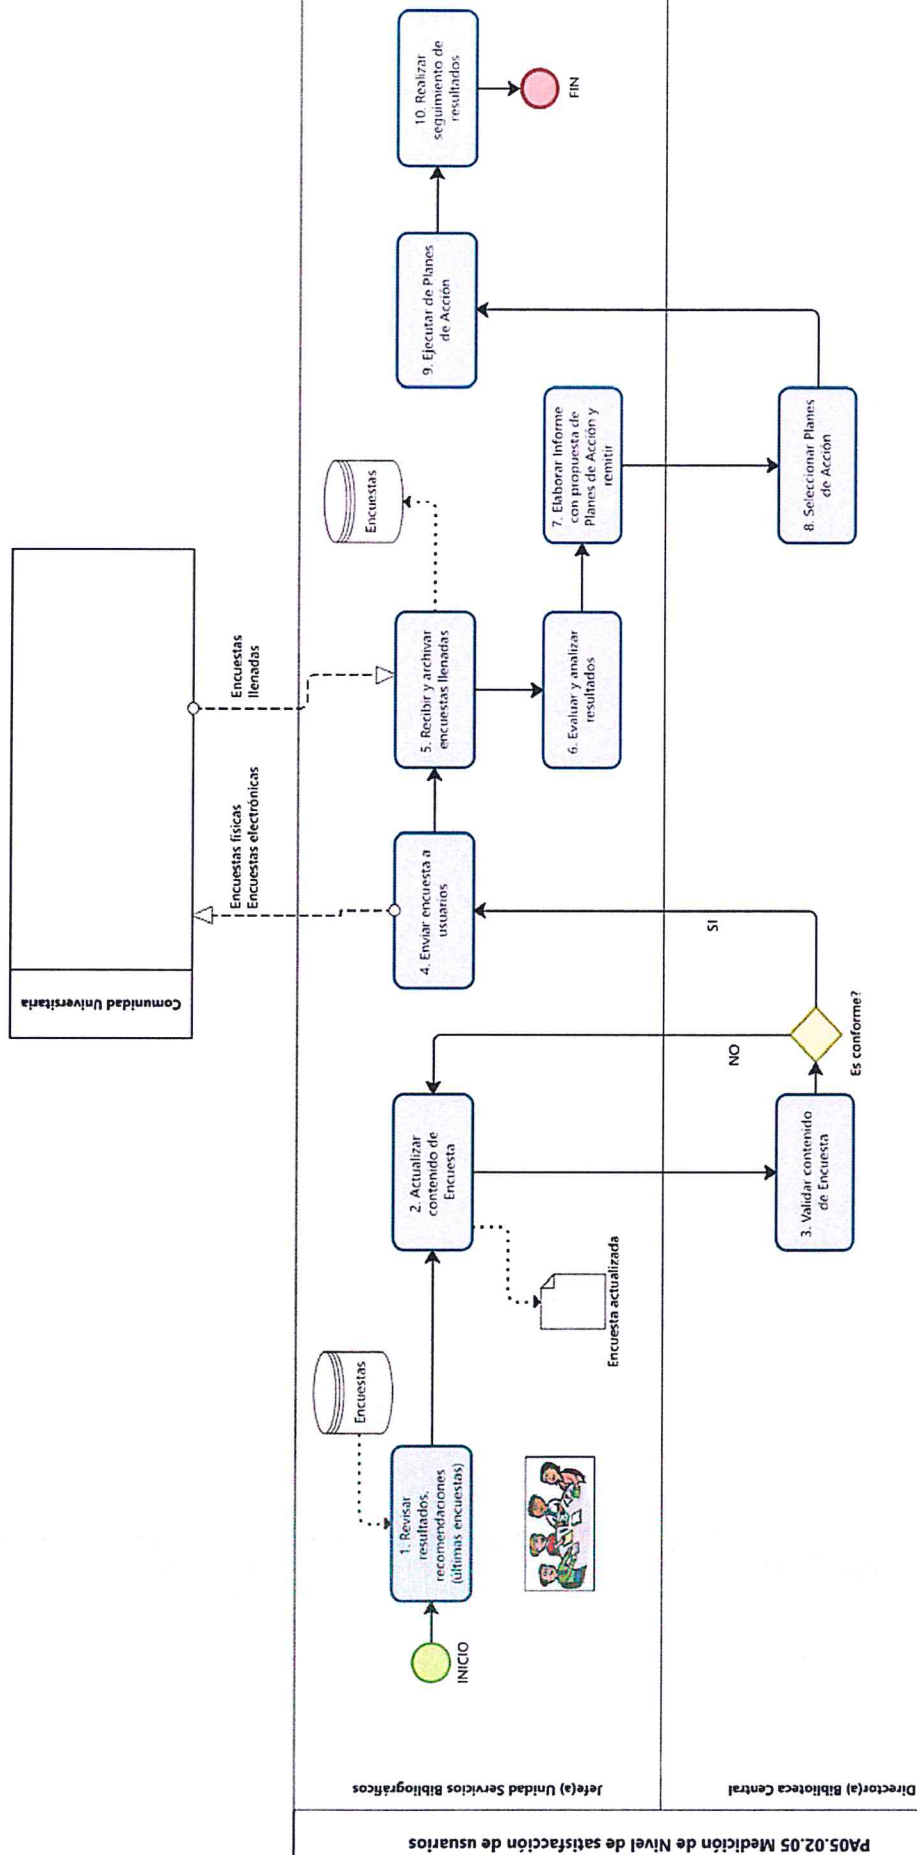 PA05.02.05 Medición de Nivel de satisfacción de usuarios
Comunidad Universitaria
Jefe(a) Unidad Servicios Bibliográficos
Director(a) Biblioteca Central
INICIO
1. Revisar
resultados,
recomendaciones
(últimas encuestas)
Encuestas
2. Actualizar
contenido de
Encuesta
Encuesta actualizada
3. Validar contenido
de Encuesta
Es conforme?
NO
SI
4. Enviar encuesta a
usuarios
Encuestas físicas
Encuestas electrónicas
Encuestas
llenadas
5. Recibir y archivar
encuestas llenadas
Encuestas
6. Evaluar y analizar
resultados
7. Elaborar Informe
con propuesta de
Planes de Acción y
remitir
8. Seleccionar Planes
de Acción
9. Ejecutar de Planes
de Acción
10. Realizar
seguimiento de
resultados
FIN